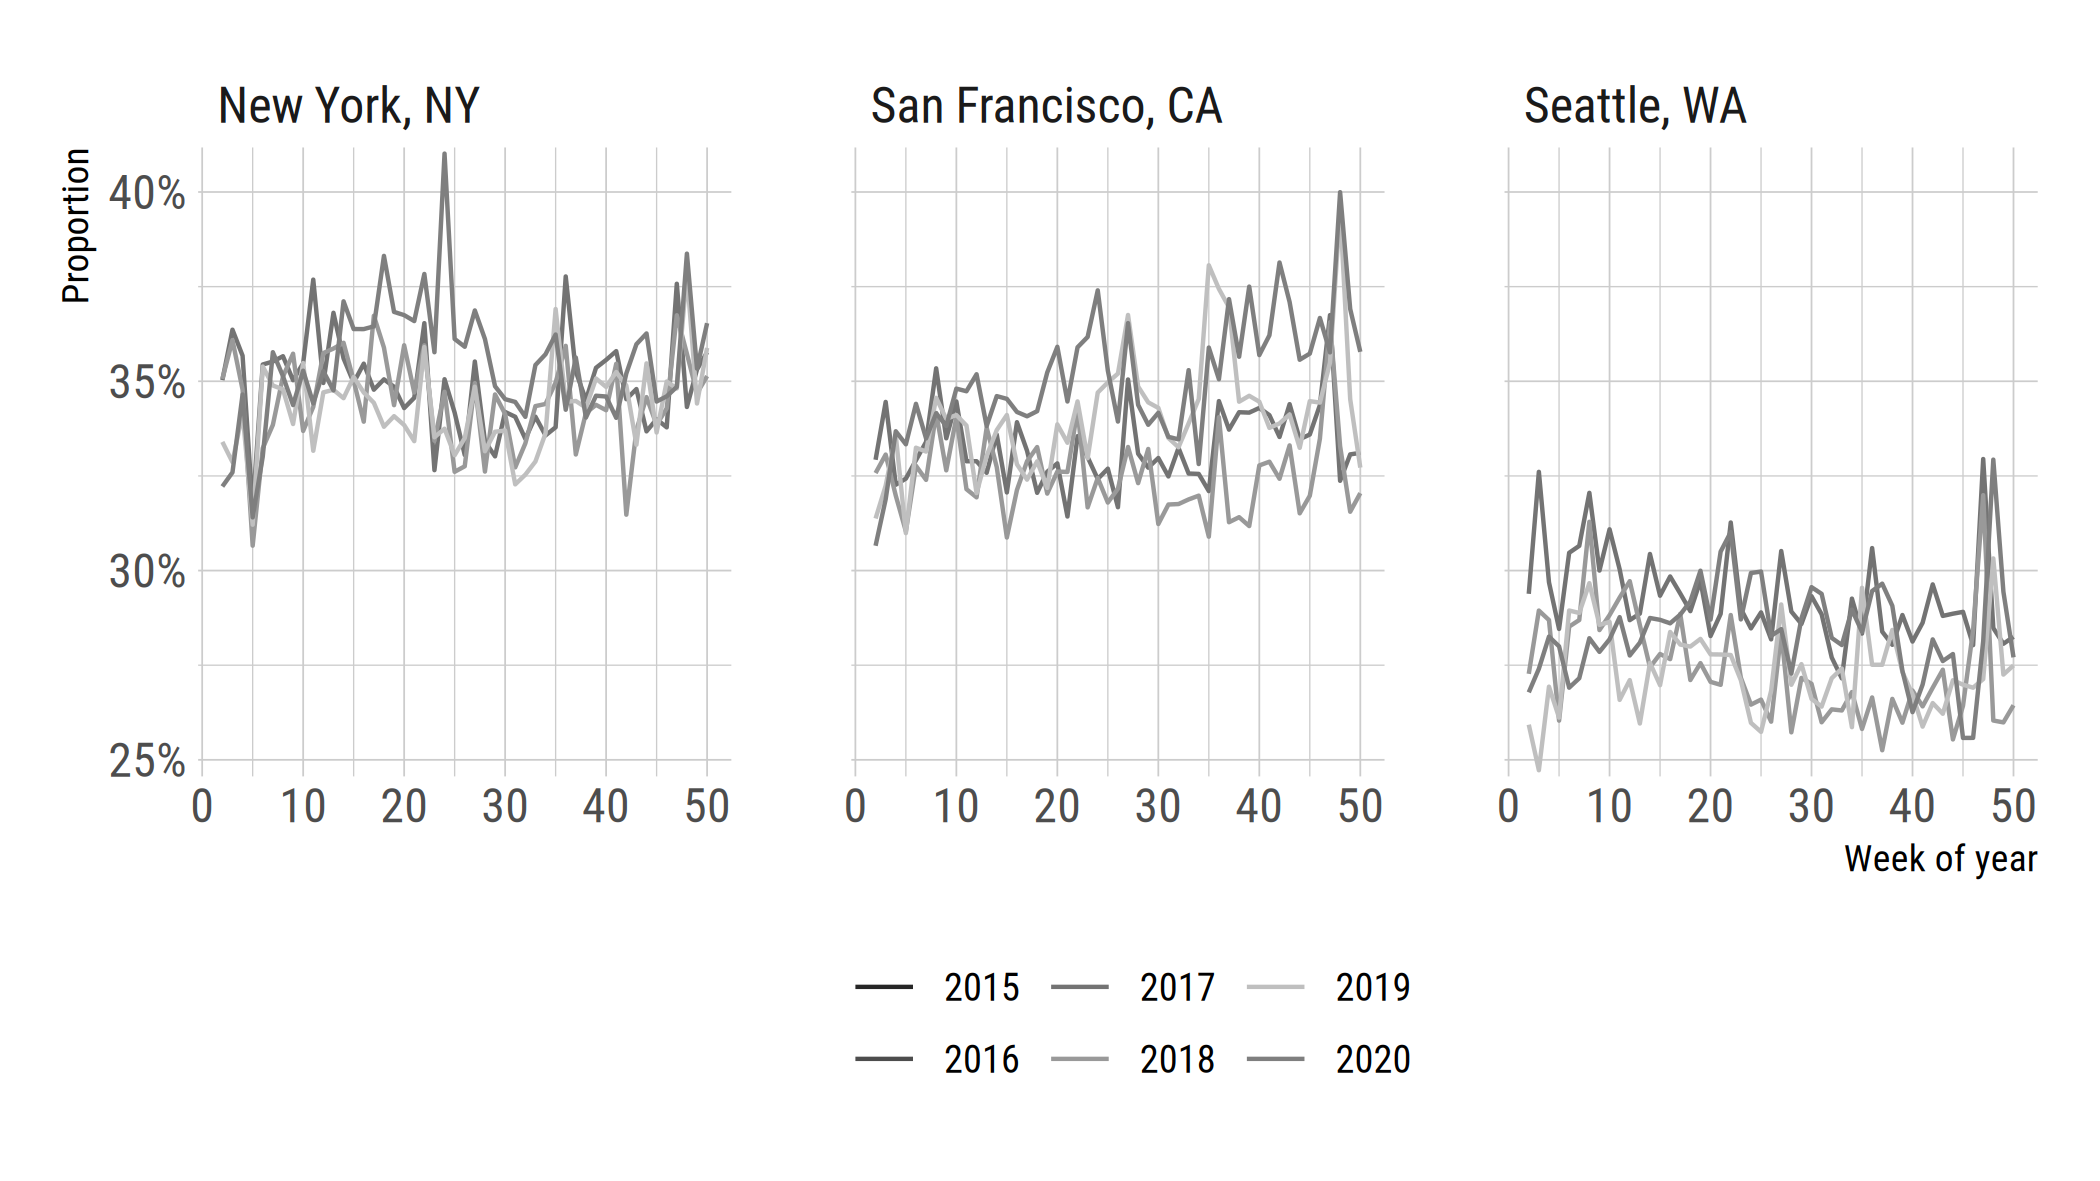 New York, NY
San Francisco, CA
Seattle, WA
Proportion
40%
35%
30%
25%
0 10 20 30 40 50
0 10 20 30 40 50
0 10 20 30 40 50
Week of year
2015 2017 2019
2016 2018 2020